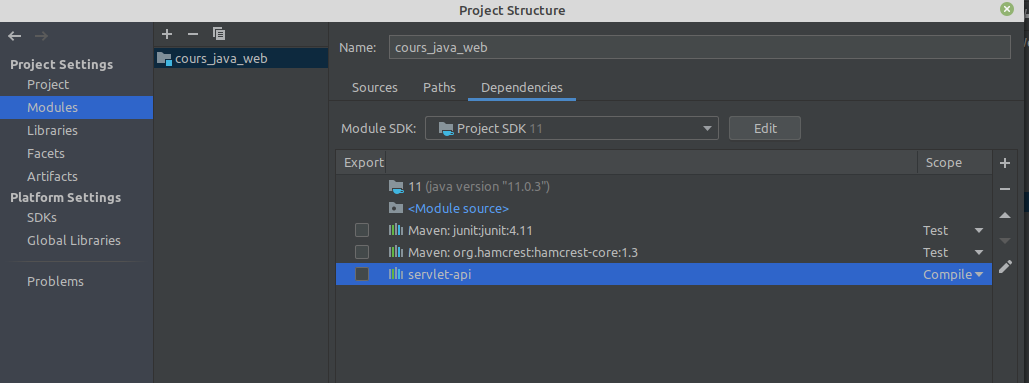 Project Structure
Project Settings
Project
Modules
Libraries
Facets
Artifacts
Platform Settings
SDKs
Global Libraries
Problems
cours_java_web
Name: cours_java_web
Sources Paths Dependencies
Module SDK: Project SDK 11 Edit
Export Scope
11 (java version "11.0.3")
<Module source>
Maven: junit:junit:4.11 Test
Maven: org.hamcrest:hamcrest-core:1.3 Test
servlet-api Compile